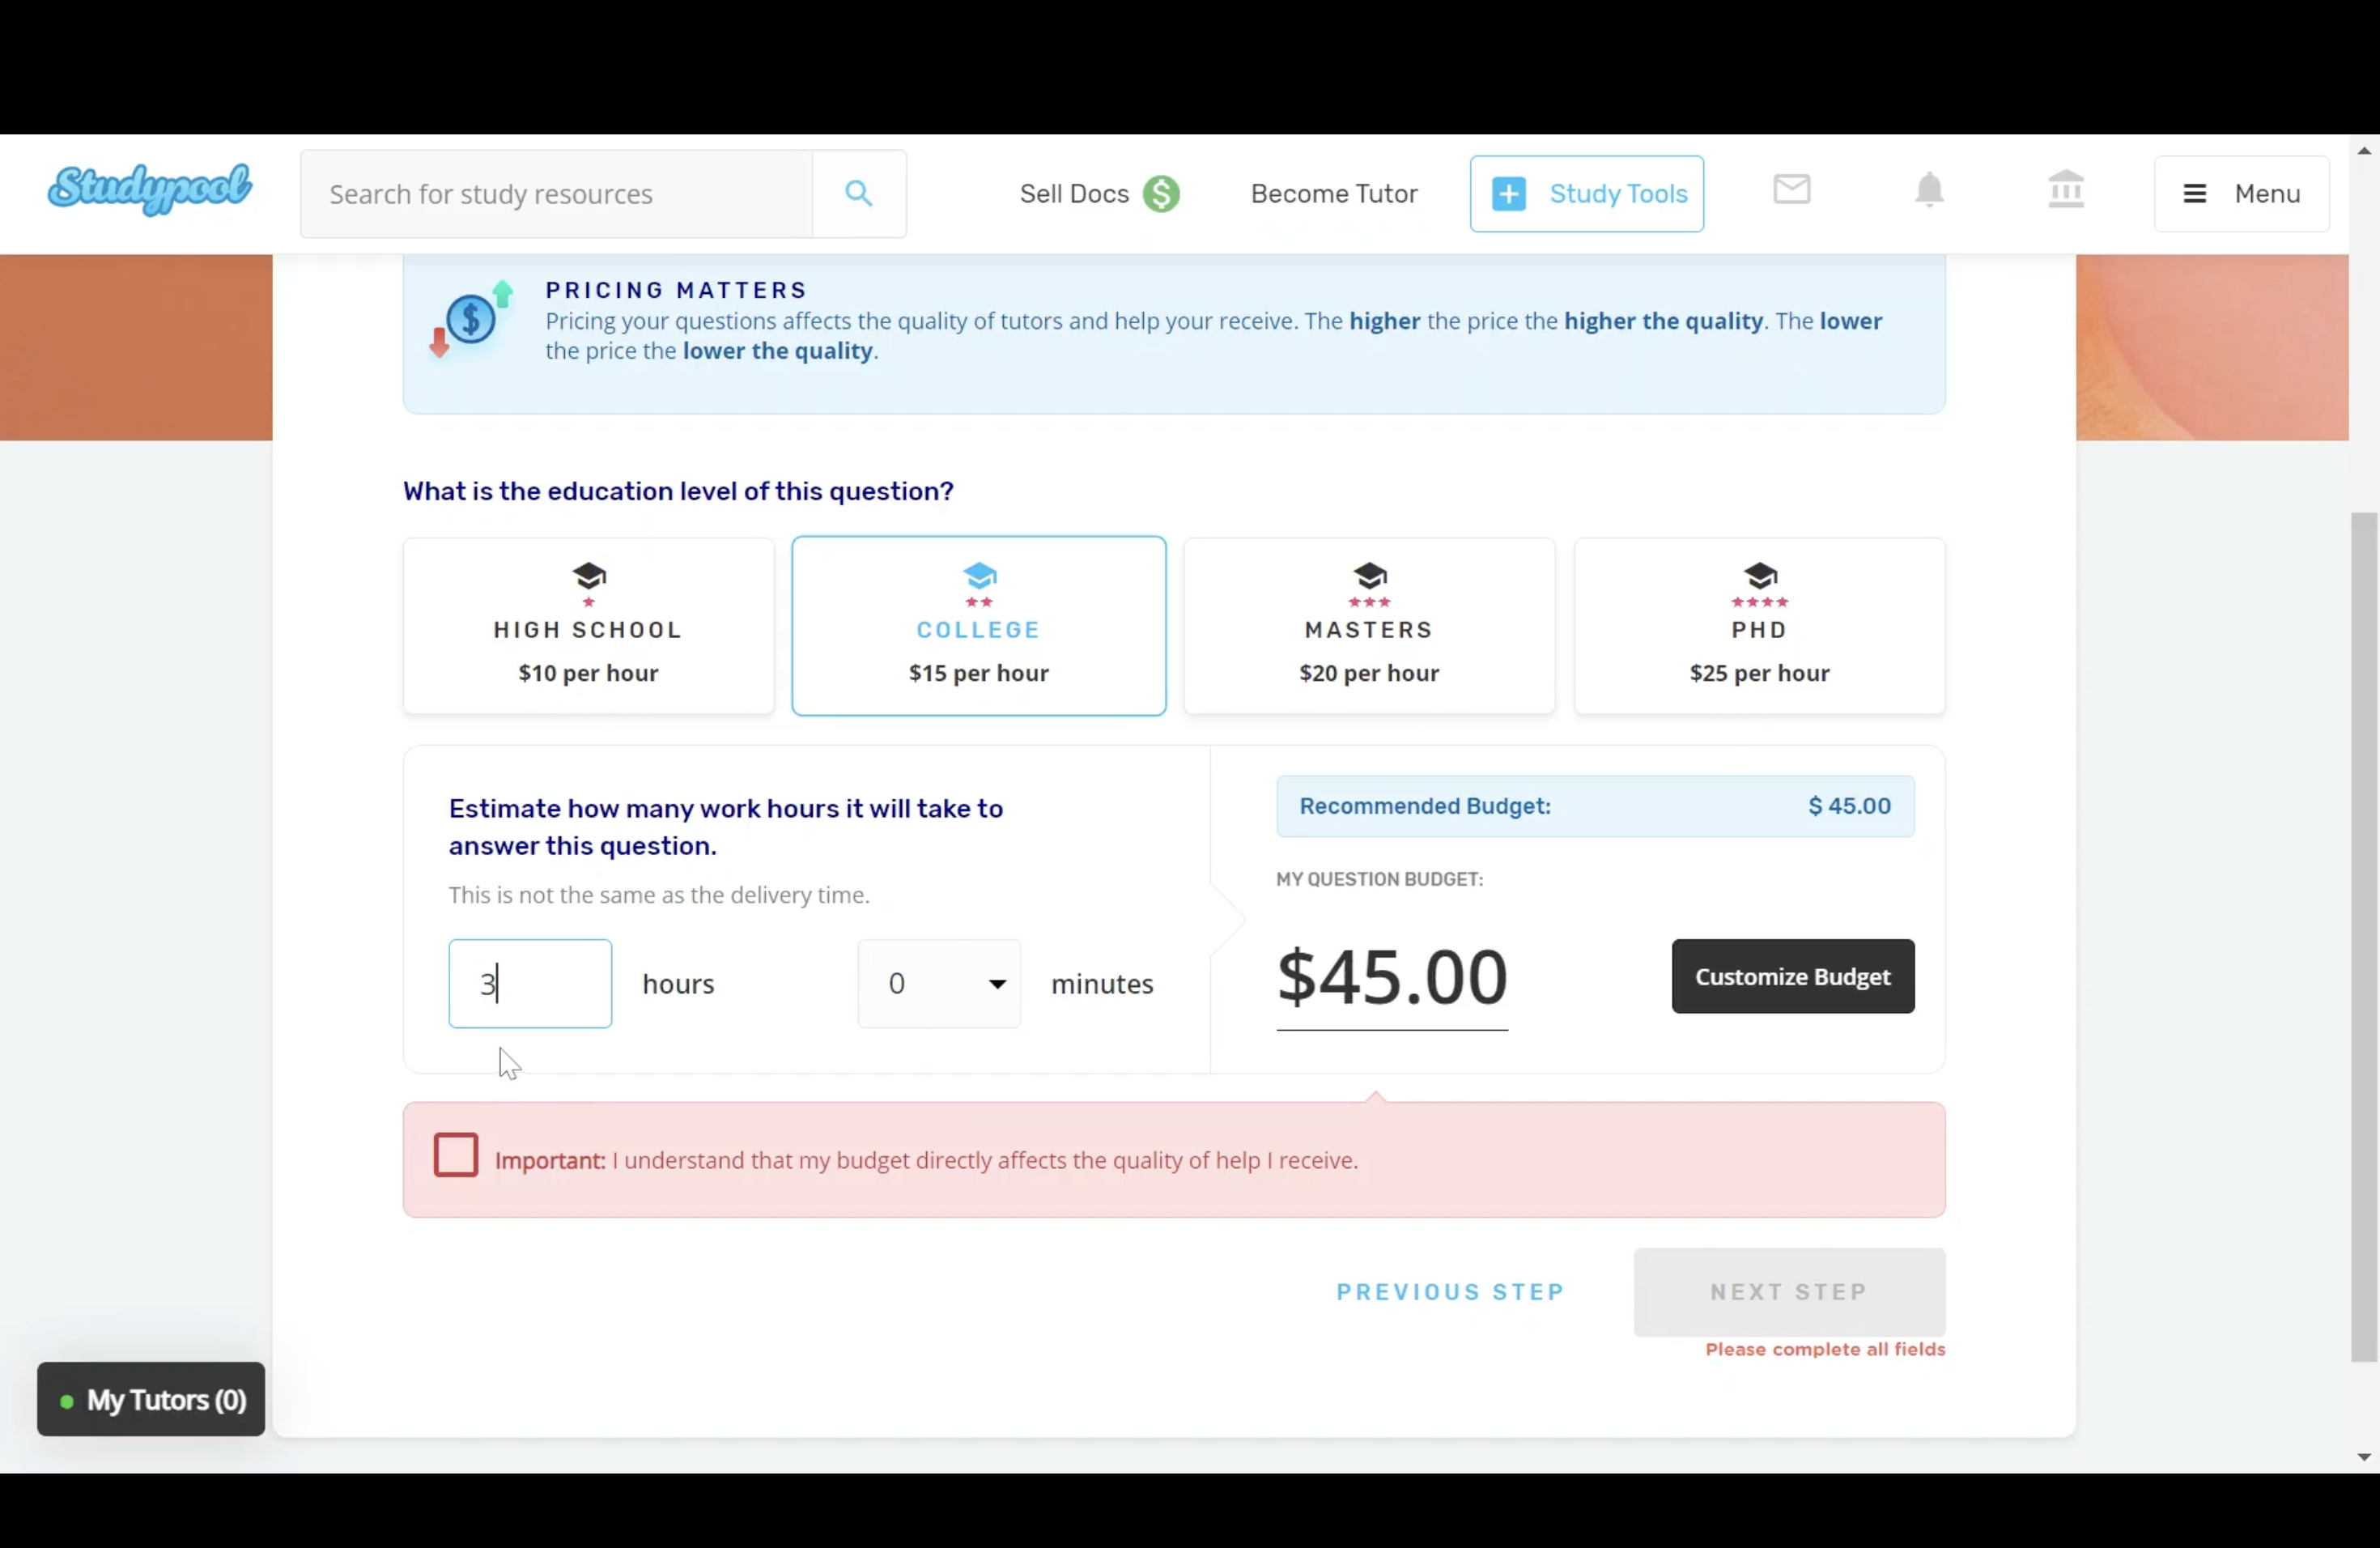 Studypool
Search for study resources
Sell Docs $
Become Tutor
Study Tools
Menu
PRICING MATTERS
Pricing your questions affects the quality of tutors and help your receive. The higher the price the higher the quality. The lower
the price the lower the quality.
What is the education level of this question?
HIGH SCHOOL
$10 per hour
COLLEGE
$15 per hour
MASTERS
$20 per hour
PHD
$25 per hour
Estimate how many work hours it will take to
answer this question.
This is not the same as the delivery time.
3 hours 0 minutes
Recommended Budget: $ 45.00
MY QUESTION BUDGET:
$45.00
Customize Budget
Important: I understand that my budget directly affects the quality of help I receive.
PREVIOUS STEP
NEXT STEP
Please complete all fields
My Tutors (0)